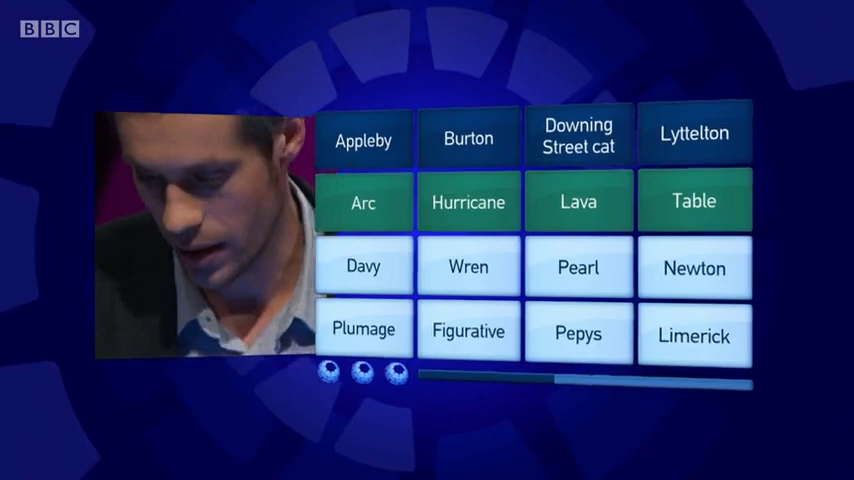 BBC
Appleby
Burton
Downing
Street cat
Lyttelton
Arc
Hurricane
Lava
Table
Davy
Wren
Pearl
Newton
Plumage
Figurative
Pepys
Limerick